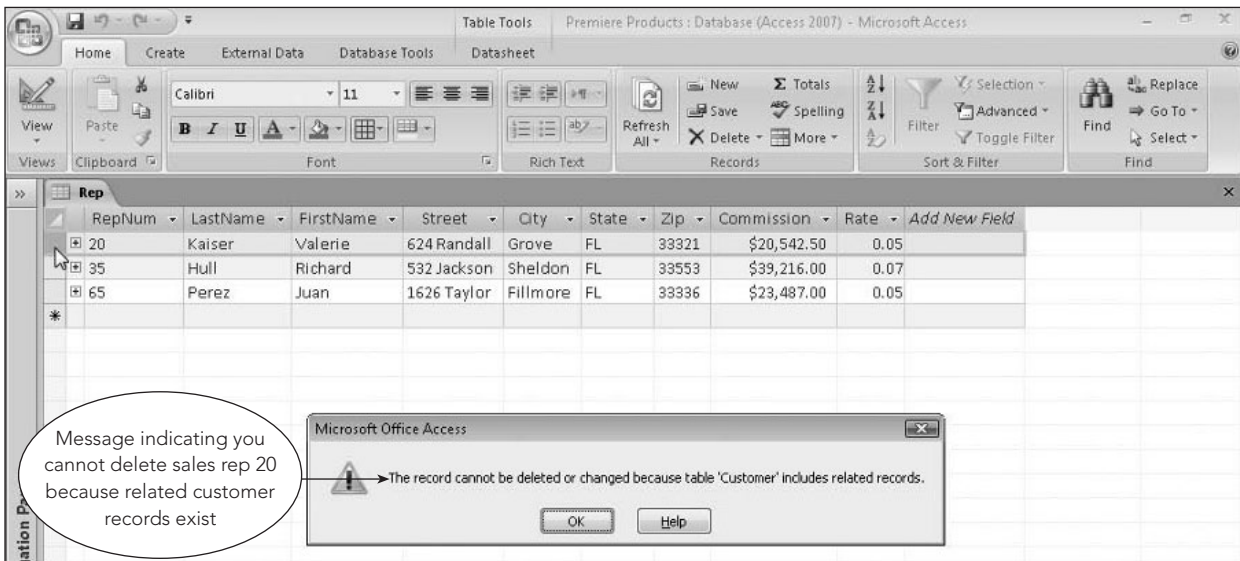 Table Tools Premiere Products : Database (Access 2007) - Microsoft Access
Home Create External Data Database Tools Datasheet
View
Views
Paste
Clipboard
Calibri 11
B I U A
Font
Rich Text
Refresh All
New Σ Totals
Save Spelling
Delete More
Records
Filter
Selection
Advanced
Toggle Filter
Sort & Filter
Find
Replace
Go To
Select
Find
Rep
RepNum LastName FirstName Street City State Zip Commission Rate Add New Field
20 Kaiser Valerie 624 Randall Grove FL 33321 $20,542.50 0.05
35 Hull Richard 532 Jackson Sheldon FL 33553 $39,216.00 0.07
65 Perez Juan 1626 Taylor Fillmore FL 33336 $23,487.00 0.05
Message indicating you
cannot delete sales rep 20
because related customer
records exist
Microsoft Office Access
The record cannot be deleted or changed because table 'Customer' includes related records.
OK Help